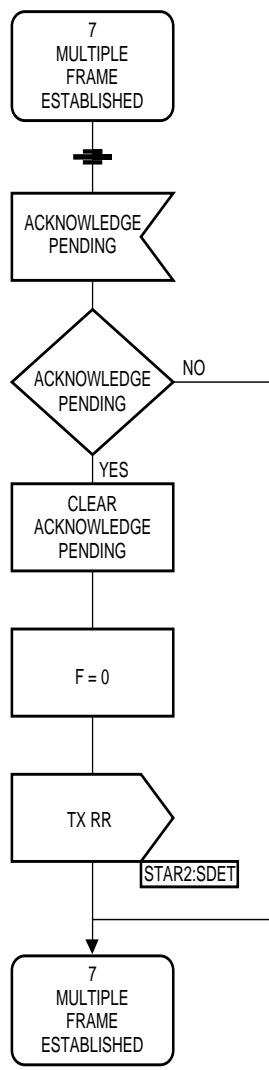 7
MULTIPLE
FRAME
ESTABLISHED
ACKNOWLEDGE
PENDING
ACKNOWLEDGE
PENDING
NO
YES
CLEAR
ACKNOWLEDGE
PENDING
F = 0
TX RR
STAR2:SDET
7
MULTIPLE
FRAME
ESTABLISHED